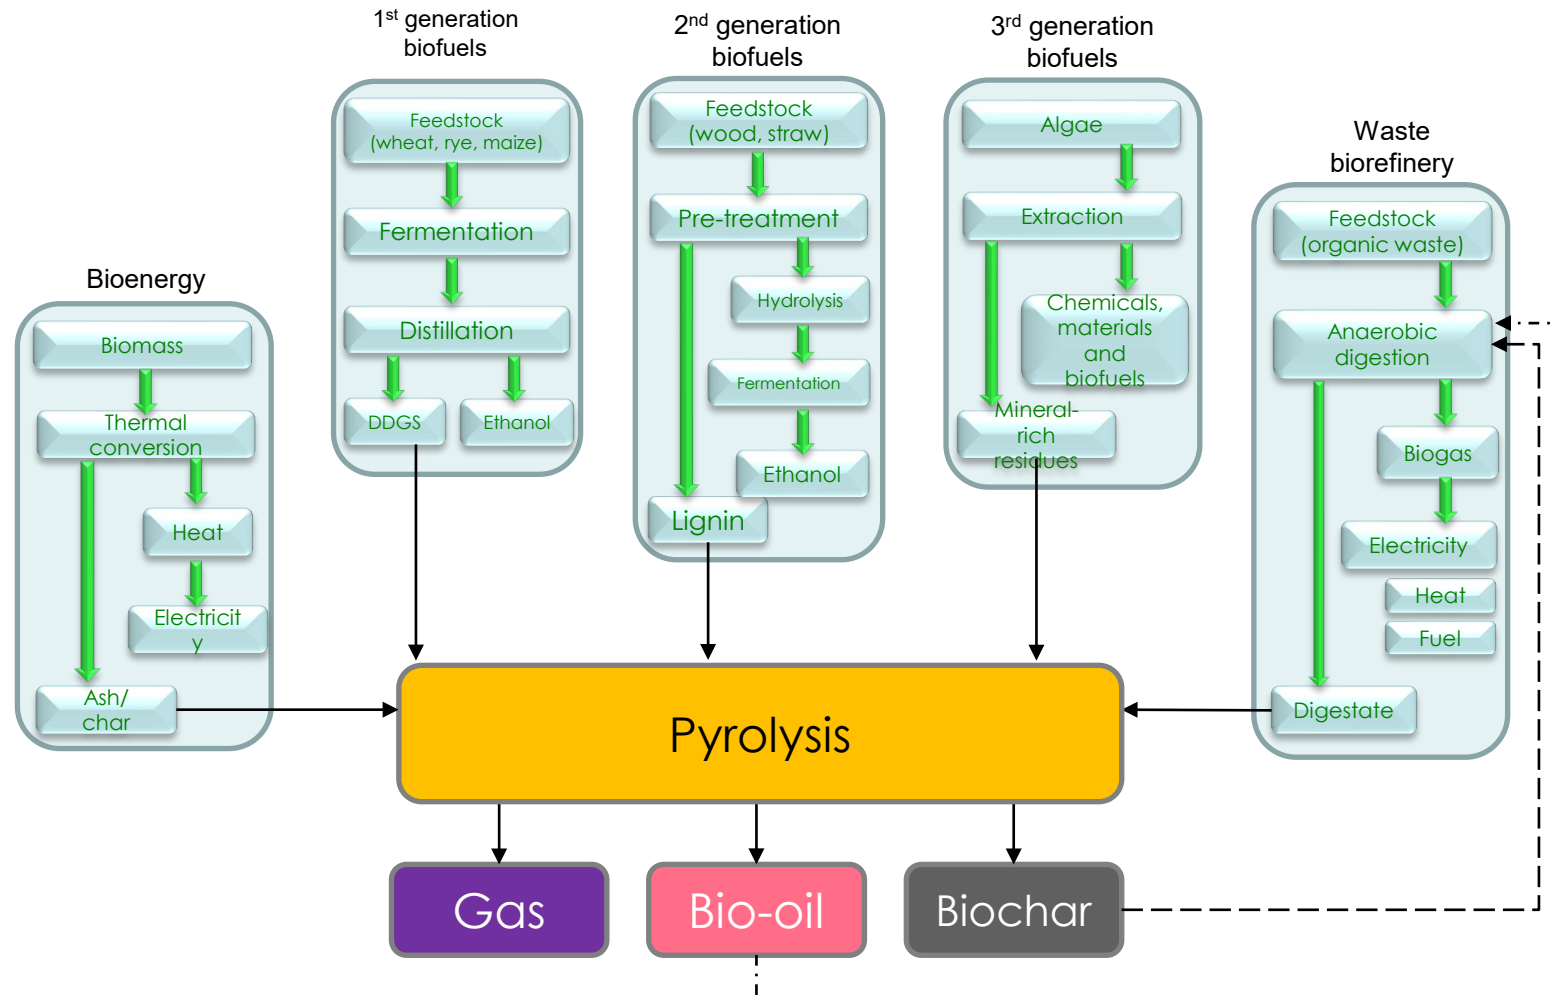 1st generation
biofuels
Feedstock
(wheat, rye, maize)
Fermentation
Distillation
DDGS
Ethanol
2nd generation
biofuels
Feedstock
(wood, straw)
Pre-treatment
Hydrolysis
Fermentation
Ethanol
Lignin
3rd generation
biofuels
Algae
Extraction
Chemicals,
materials
and
biofuels
Mineral-
rich
residues
Waste
biorefinery
Feedstock
(organic waste)
Anaerobic
digestion
Biogas
Electricity
Heat
Fuel
Digestate
Bioenergy
Biomass
Thermal
conversion
Heat
Electricit
y
Ash/
char
Pyrolysis
Gas
Bio-oil
Biochar